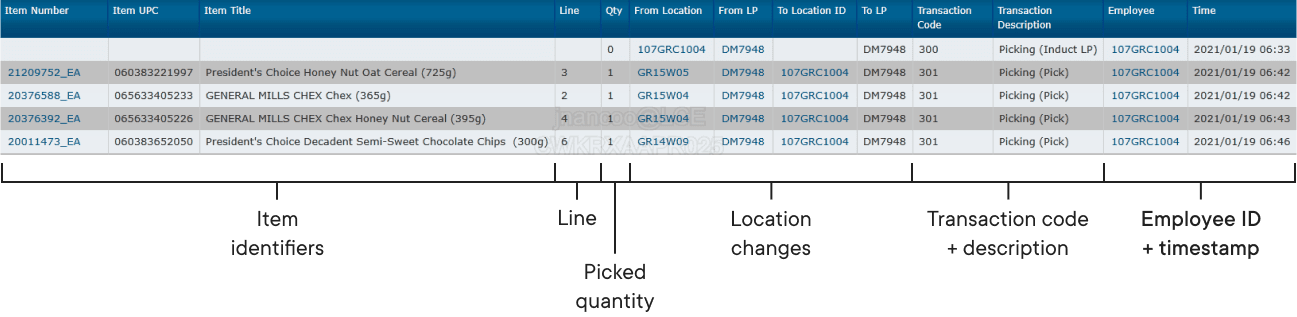 Item Number Item UPC Item Title Line Qty From Location From LP To Location ID To LP Transaction Code Transaction Description Employee Time
0 107GRC1004 DM7948 DM7948 300 Picking (Induct LP) 107GRC1004 2021/01/19 06:33
21209752_EA 060383221997 President's Choice Honey Nut Oat Cereal (725g) 3 1 GR15W05 DM7948 107GRC1004 DM7948 301 Picking (Pick) 107GRC1004 2021/01/19 06:42
20376588_EA 065633405233 GENERAL MILLS CHEX Chex (365g) 2 1 GR15W04 DM7948 107GRC1004 DM7948 301 Picking (Pick) 107GRC1004 2021/01/19 06:42
20376392_EA 065633405226 GENERAL MILLS CHEX Chex Honey Nut Cereal (395g) 4 1 GR15W04 DM7948 107GRC1004 DM7948 301 Picking (Pick) 107GRC1004 2021/01/19 06:43
20011473_EA 060383652050 President's Choice Decadent Semi-Sweet Chocolate Chips (300g) 6 1 GR14W09 DM7948 107GRC1004 DM7948 301 Picking (Pick) 107GRC1004 2021/01/19 06:46
Item
identifiers
Line
Picked
quantity
Location
changes
Transaction code
+ description
Employee ID
+ timestamp